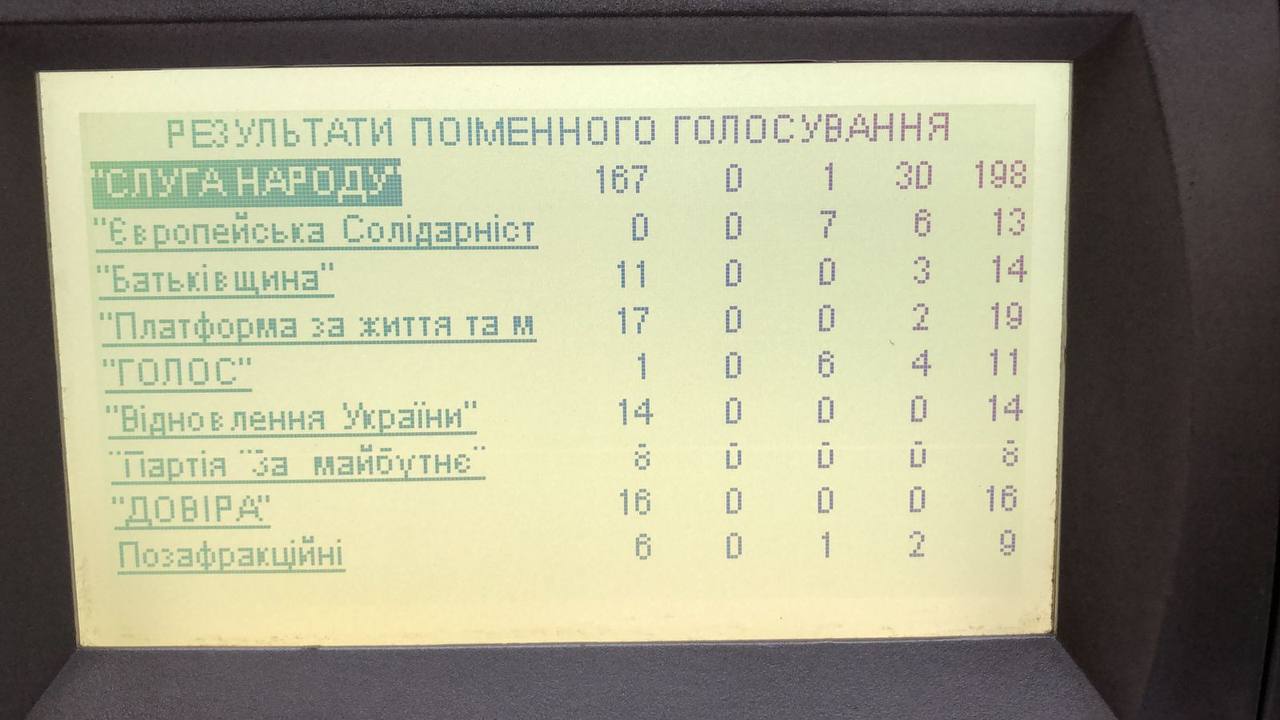 РЕЗУЛЬТАТИ ПОІМЕННОГО ГОЛОСУВАННЯ
"СЛУГА НАРОДУ" 167 0 1 30 198
"Європейська Солідарніст 0 0 7 6 13
"Батьківщина" 11 0 0 3 14
"Платформа за життя та м 17 0 0 2 19
"ГОЛОС" 1 0 6 4 11
"Відновлення України" 14 0 0 0 14
"Партія "За майбутнє" 8 0 0 0 8
"ДОВІРА" 16 0 0 0 16
Позафракційні 6 0 1 2 9